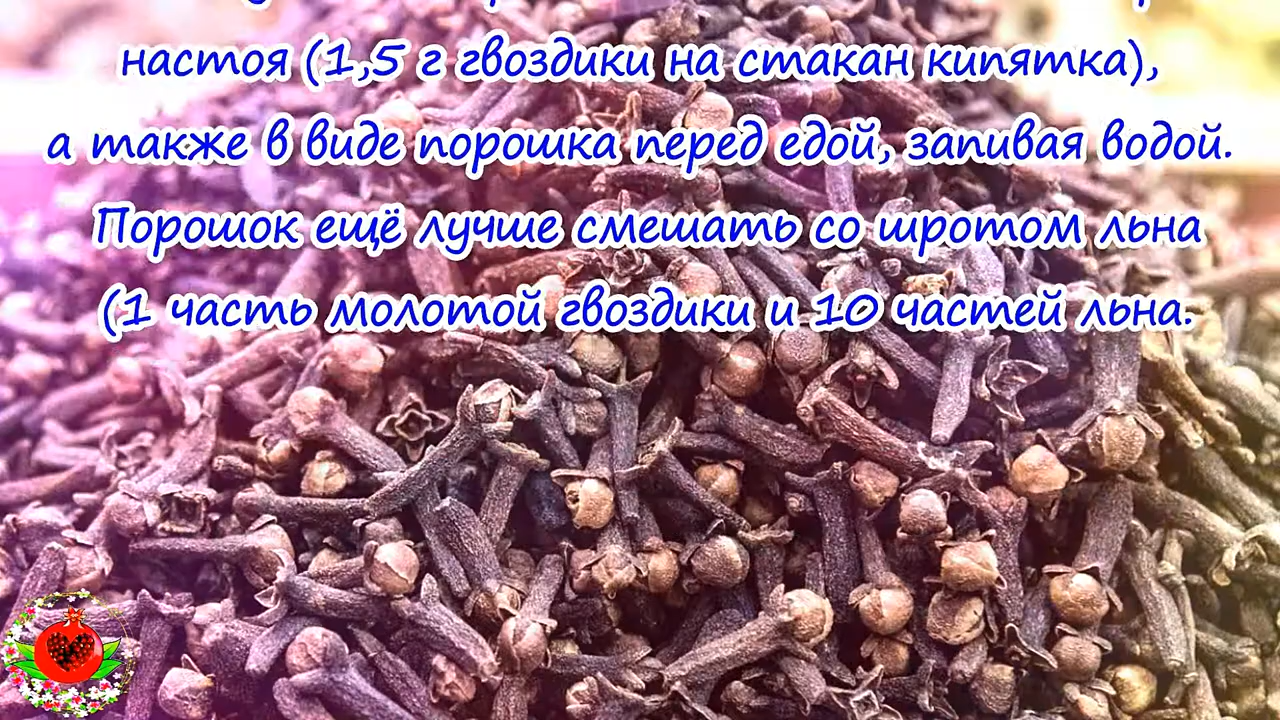 настоя (1,5 г гвоздики на стакан кипятка),
а также в виде порошка перед едой, запивая водой.
Порошок ещё лучше смешать со шротом льна
(1 часть молотой гвоздики и 10 частей льна.